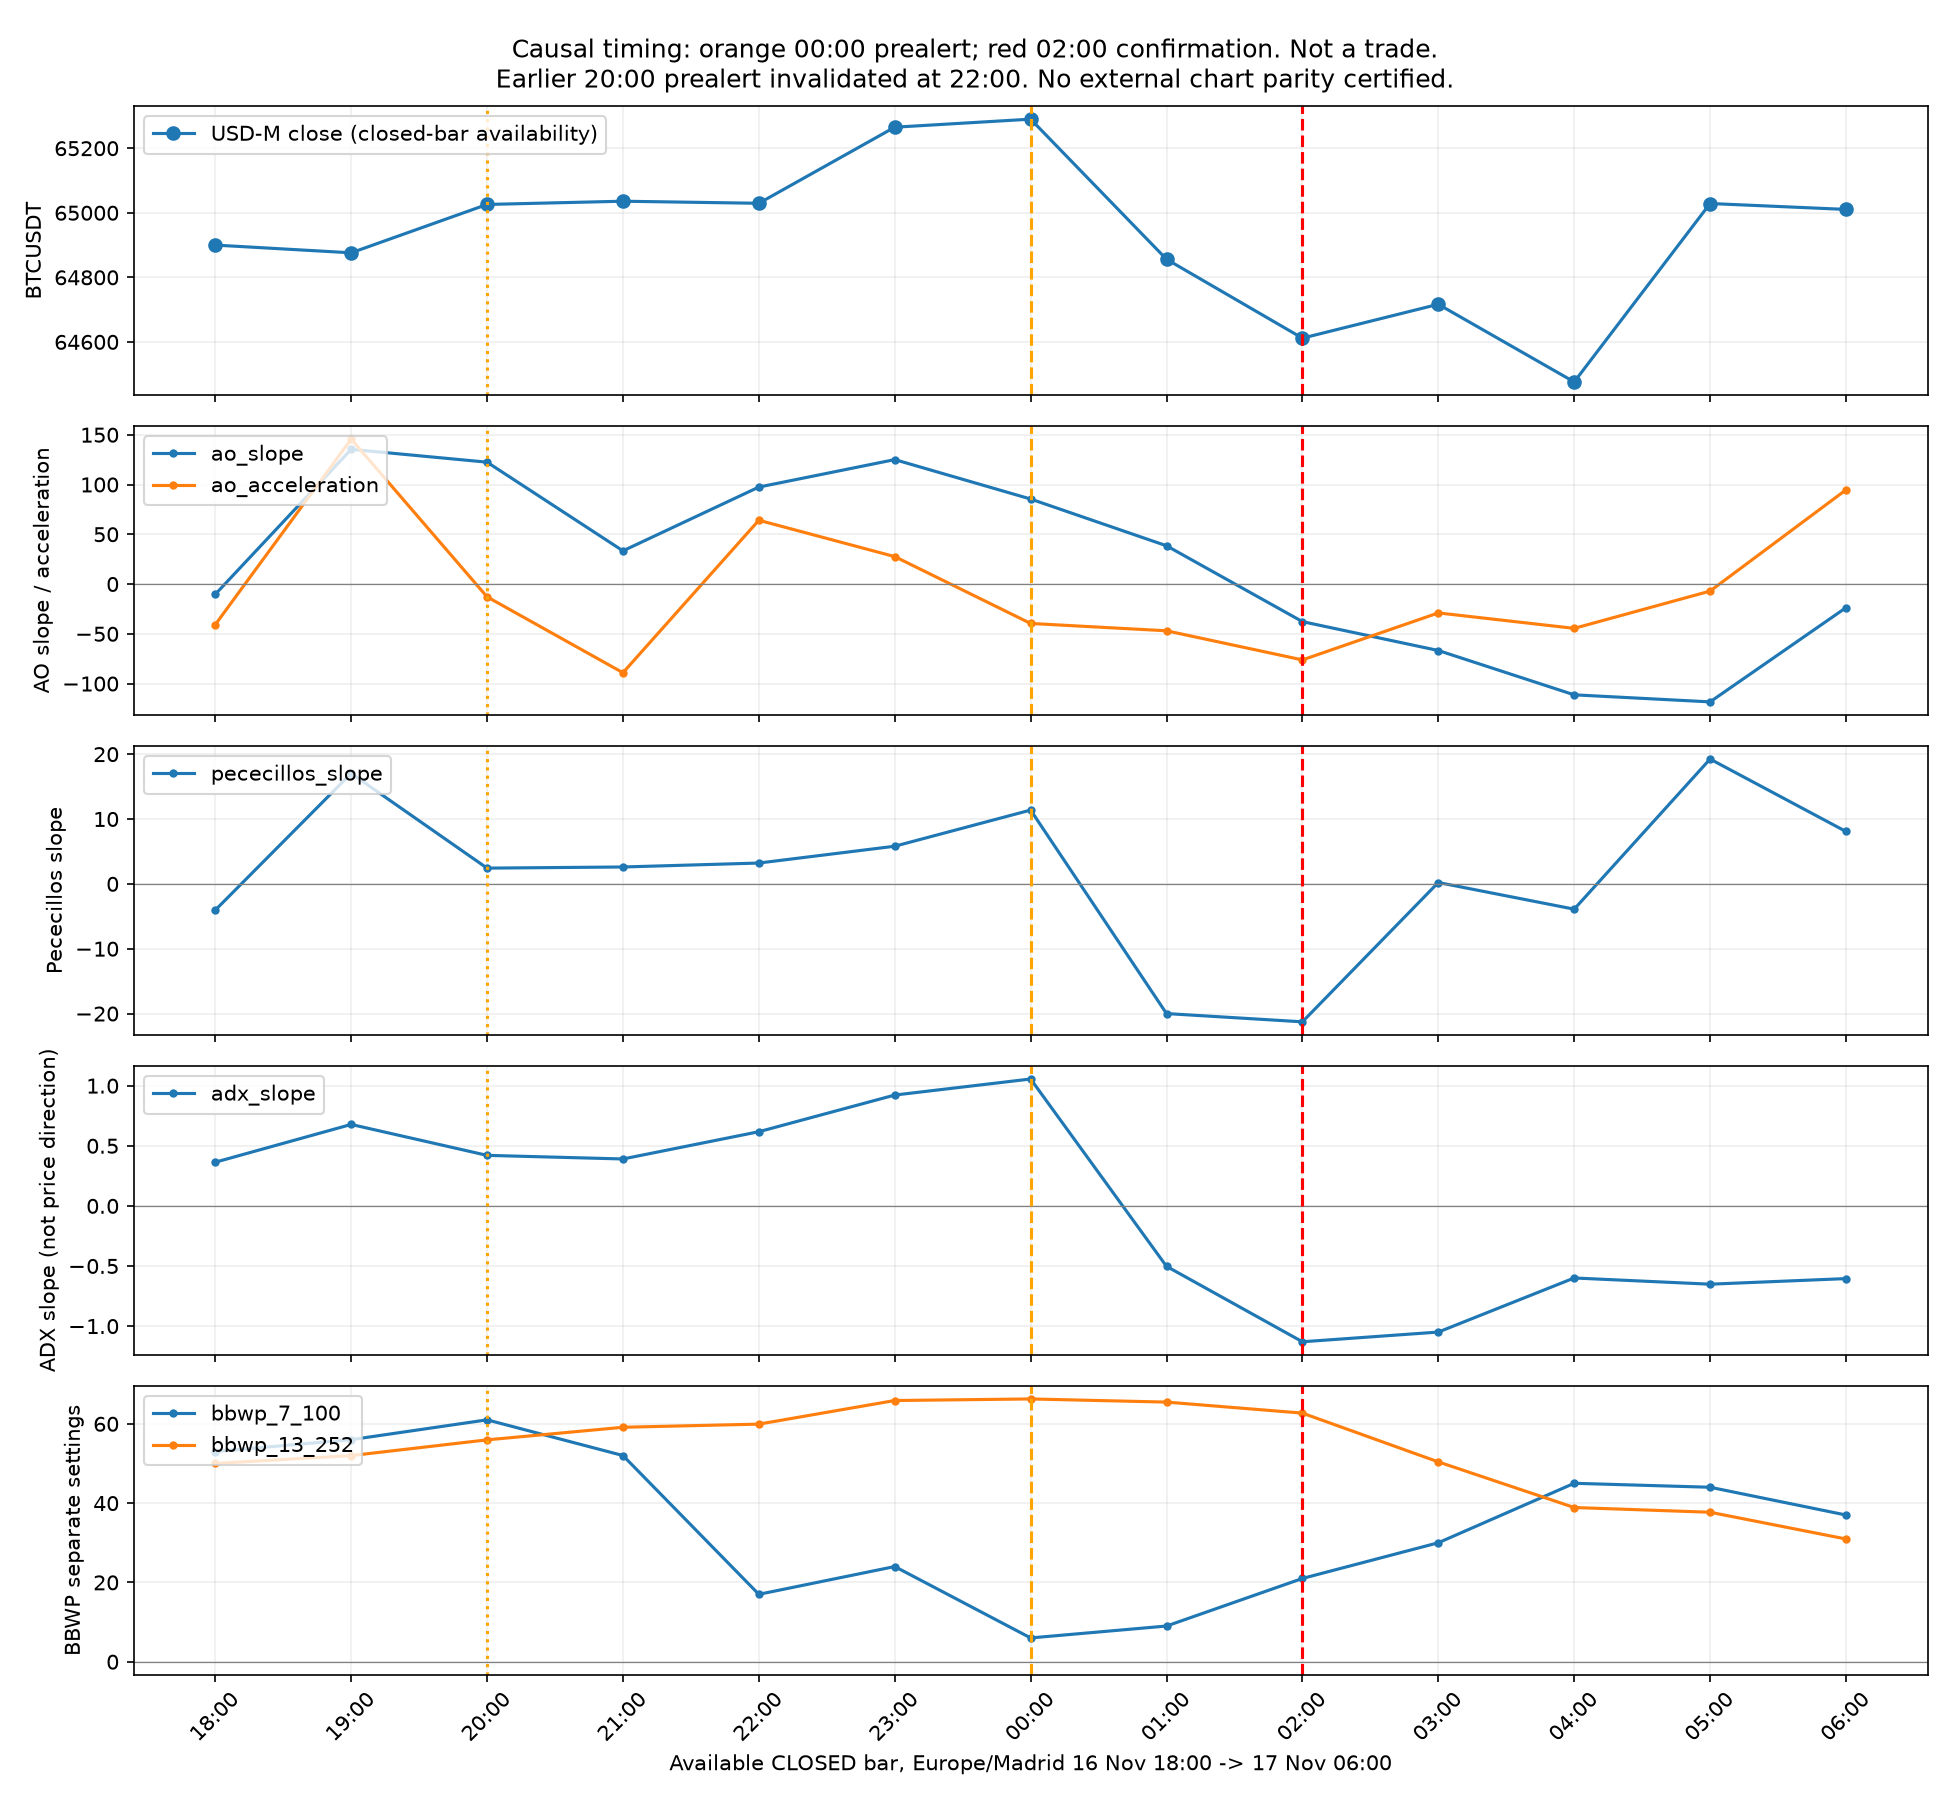 Causal timing: orange 00:00 prealert; red 02:00 confirmation. Not a trade.
Earlier 20:00 prealert invalidated at 22:00. No external chart parity certified.
USD-M close (closed-bar availability)
BTCUSDT
65200
65000
64800
64600
ao_slope
ao_acceleration
AO slope / acceleration
150
100
50
0
−50
−100
pececillos_slope
Pececillos slope
20
10
0
−10
−20
adx_slope
ADX slope (not price direction)
1.0
0.5
0.0
−0.5
−1.0
bbwp_7_100
bbwp_13_252
BBWP separate settings
60
40
20
0
18:00
19:00
20:00
21:00
22:00
23:00
00:00
01:00
02:00
03:00
04:00
05:00
06:00
Available CLOSED bar, Europe/Madrid 16 Nov 18:00 -> 17 Nov 06:00